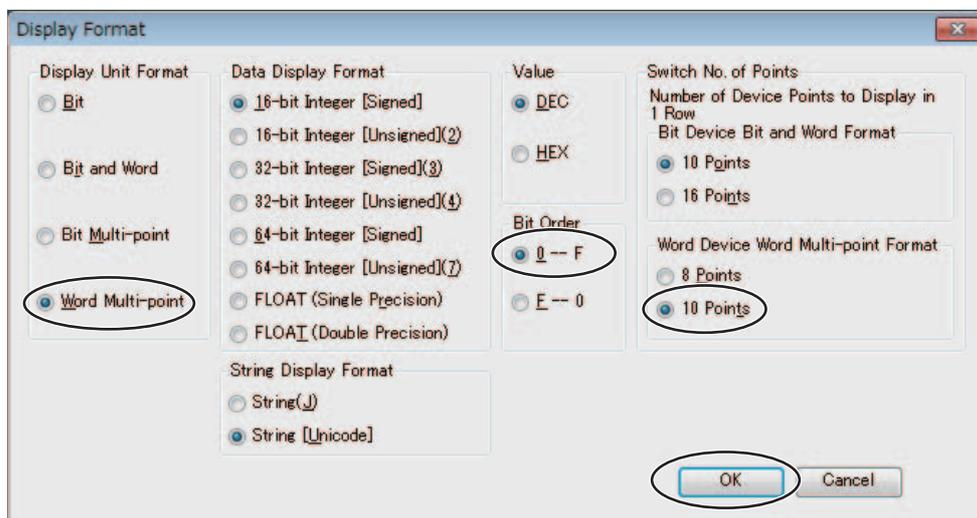 Display Format
Display Unit Format
Bit
Bit and Word
Bit Multi-point
Word Multi-point
Data Display Format
16-bit Integer [Signed]
16-bit Integer [Unsigned](2)
32-bit Integer [Signed](3)
32-bit Integer [Unsigned](4)
64-bit Integer [Signed]
64-bit Integer [Unsigned](7)
FLOAT (Single Precision)
FLOAT (Double Precision)
String Display Format
String(J)
String [Unicode]
Value
DEC
HEX
Bit Order
0 -- F
F -- 0
Switch No. of Points
Number of Device Points to Display in
1 Row
Bit Device Bit and Word Format
10 Points
16 Points
Word Device Word Multi-point Format
8 Points
10 Points
OK
Cancel